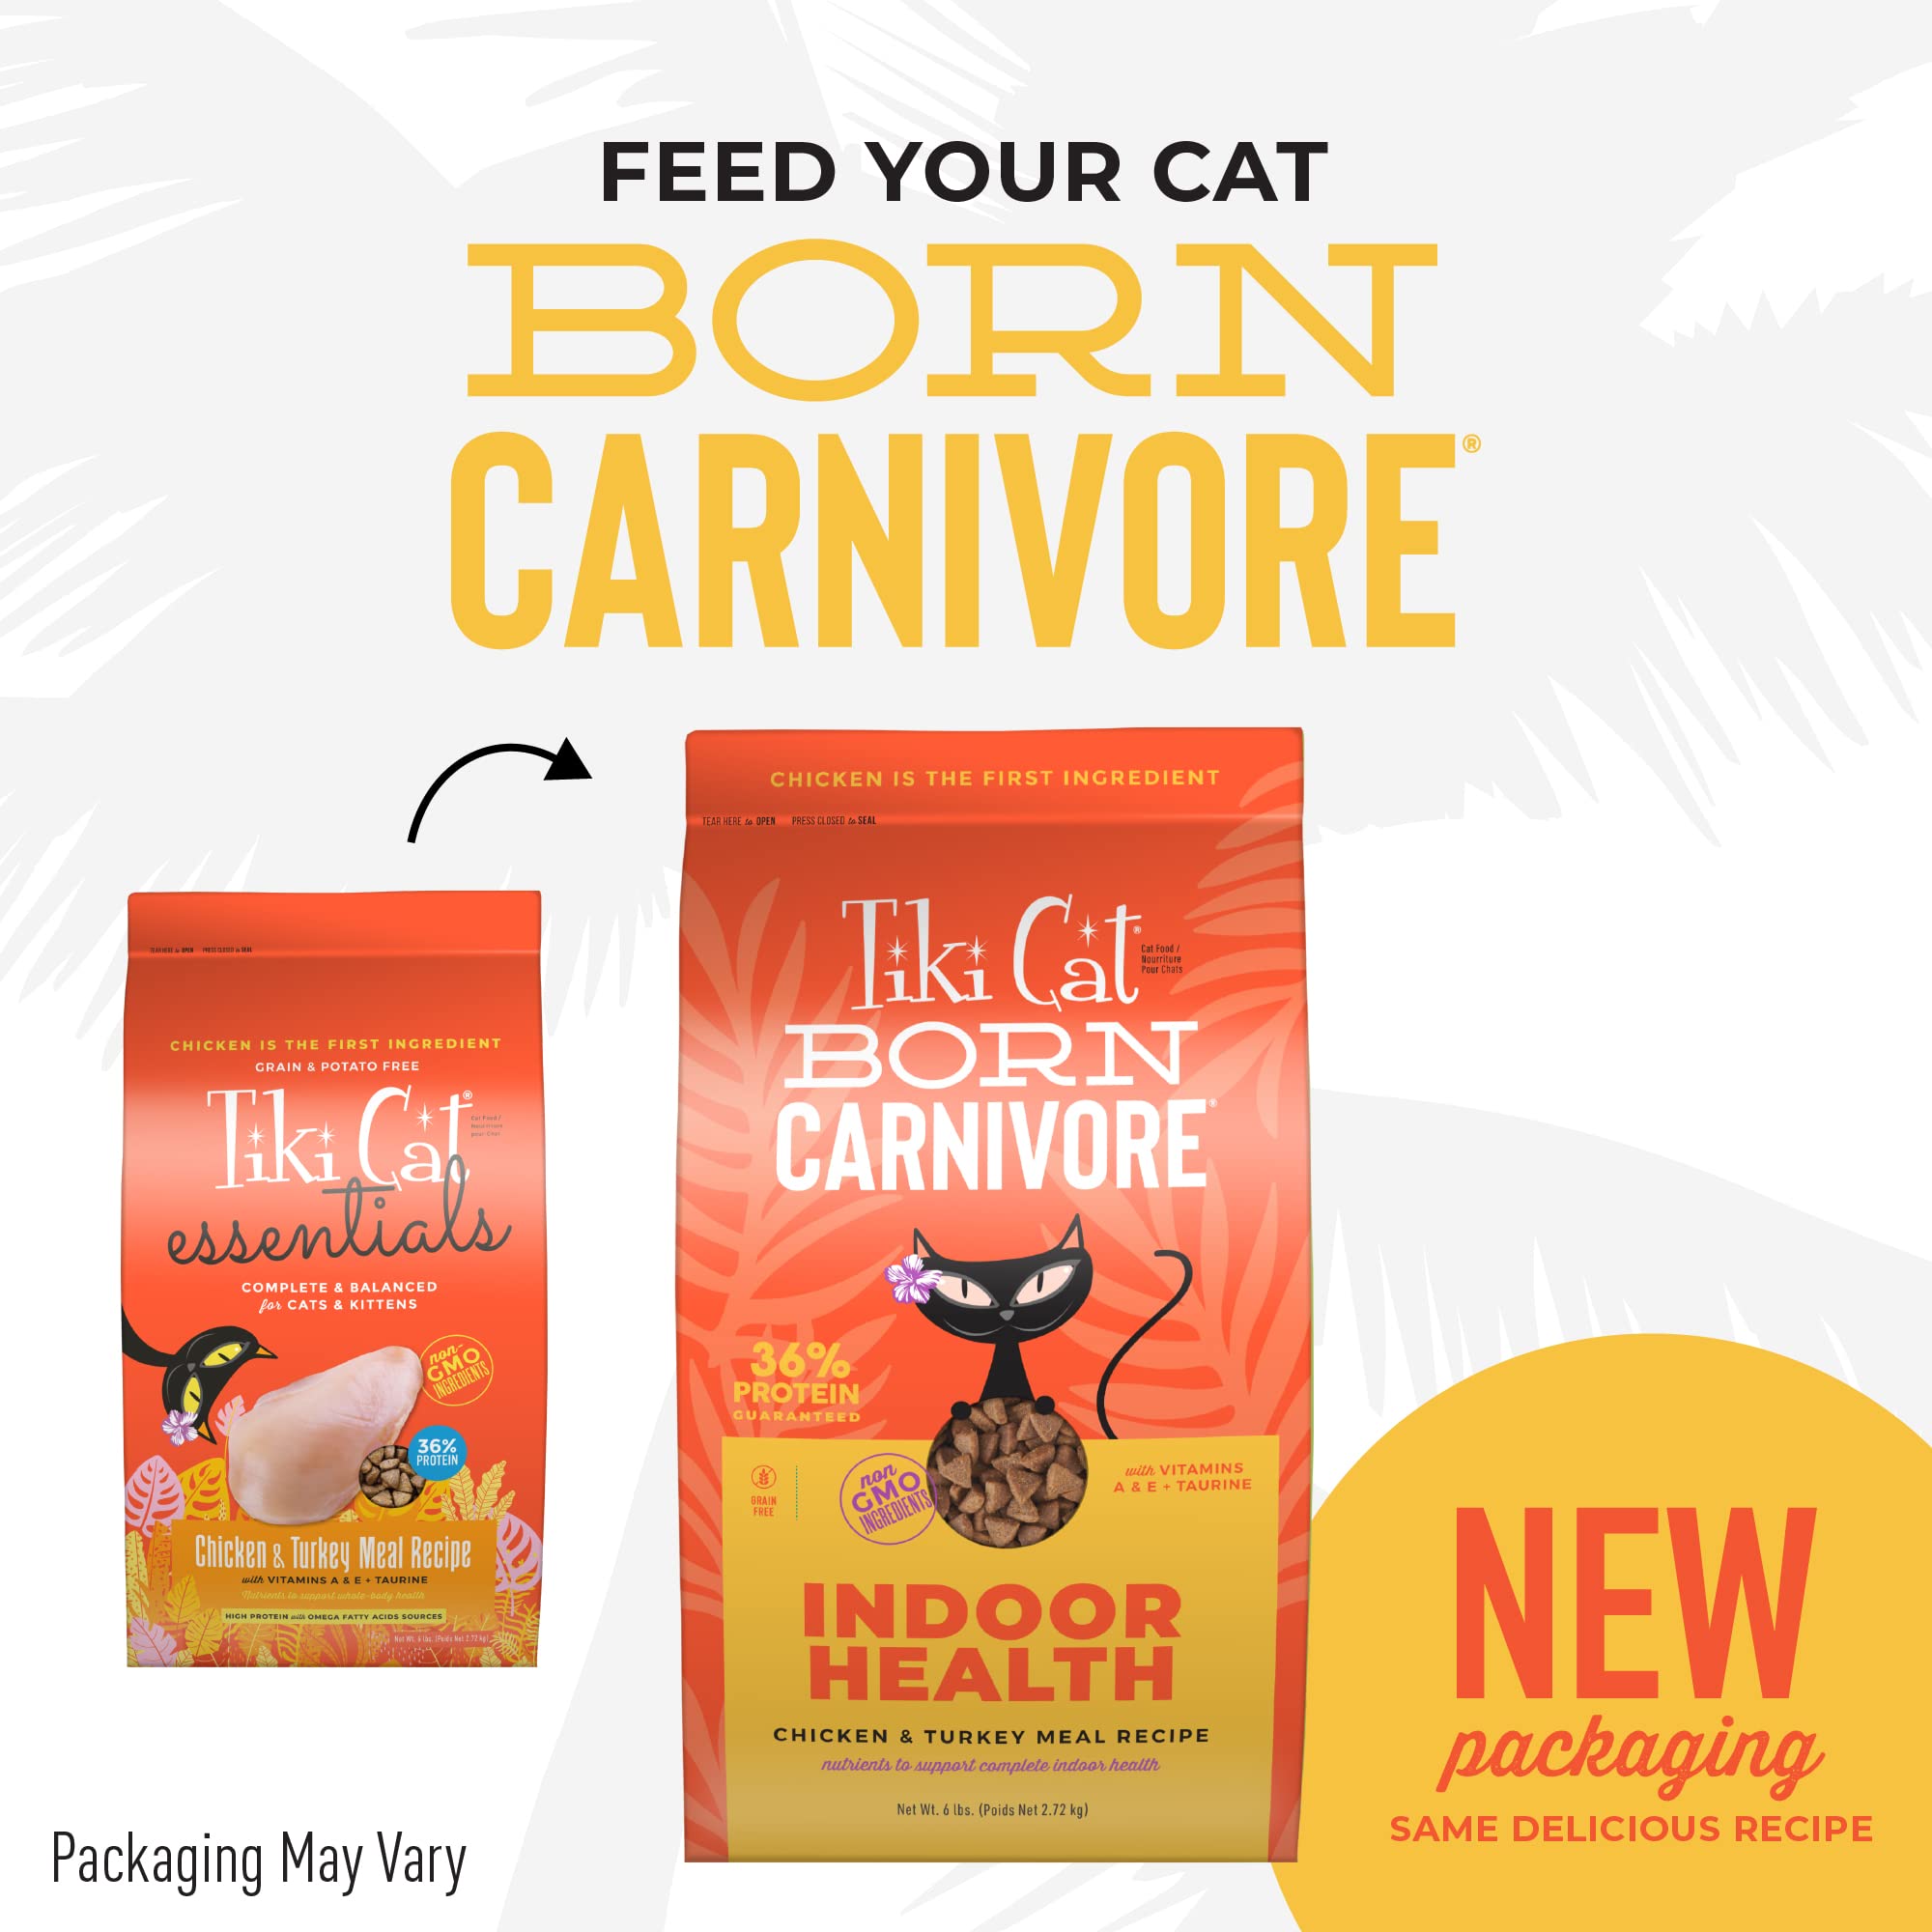 FEED YOUR CAT
BORN
CARNIVORE®
CHICKEN IS THE FIRST INGREDIENT
TEAR HERE to OPEN PRESS CLOSED to SEAL
Tiki Cat®
Cat Food /
Nourriture
Pour Chats
BORN
CARNIVORE®
36%
PROTEIN
GUARANTEED
GRAIN
FREE
non
GMO
INGREDIENTS
with VITAMINS
A & E + TAURINE
INDOOR
HEALTH
CHICKEN & TURKEY MEAL RECIPE
nutrients to support complete indoor health
Net Wt. 6 lbs. (Poids Net 2.72 kg)
TEAR HERE to OPEN PRESS CLOSED to SEAL
CHICKEN IS THE FIRST INGREDIENT
GRAIN & POTATO FREE
Tiki Cat®
Cat Food /
Nourriture
pour Chat
essentials
COMPLETE & BALANCED
for CATS & KITTENS
non-
GMO
INGREDIENTS
36%
PROTEIN
Chicken & Turkey Meal Recipe
with VITAMINS A & E + TAURINE
Nutrients to support whole-body health
HIGH PROTEIN with OMEGA FATTY ACIDS SOURCES
Net Wt. 6 lbs. (Poids Net 2.72 kg)
NEW
packaging
SAME DELICIOUS RECIPE
Packaging May Vary